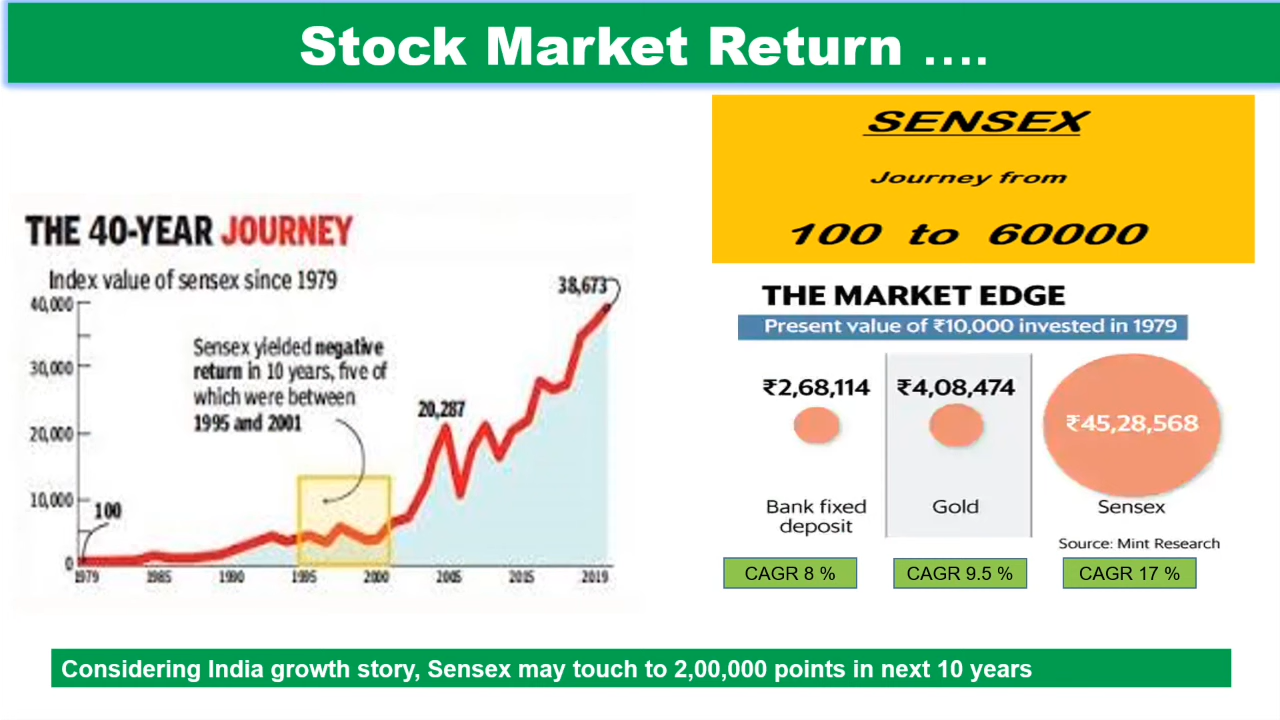 Stock Market Return ....
THE 40-YEAR JOURNEY
Index value of sensex since 1979
40,000
30,000
20,000
10,000
0
38,673
Sensex yielded negative
return in 10 years, five of
which were between
1995 and 2001
20,287
100
1979
1985
1990
1995
2000
2005
2015
2019
SENSEX
Journey from
100 to 60000
THE MARKET EDGE
Present value of ₹10,000 invested in 1979
₹2,68,114
Bank fixed
deposit
₹4,08,474
Gold
₹45,28,568
Sensex
Source: Mint Research
CAGR 8 %
CAGR 9.5 %
CAGR 17 %
Considering India growth story, Sensex may touch to 2,00,000 points in next 10 years